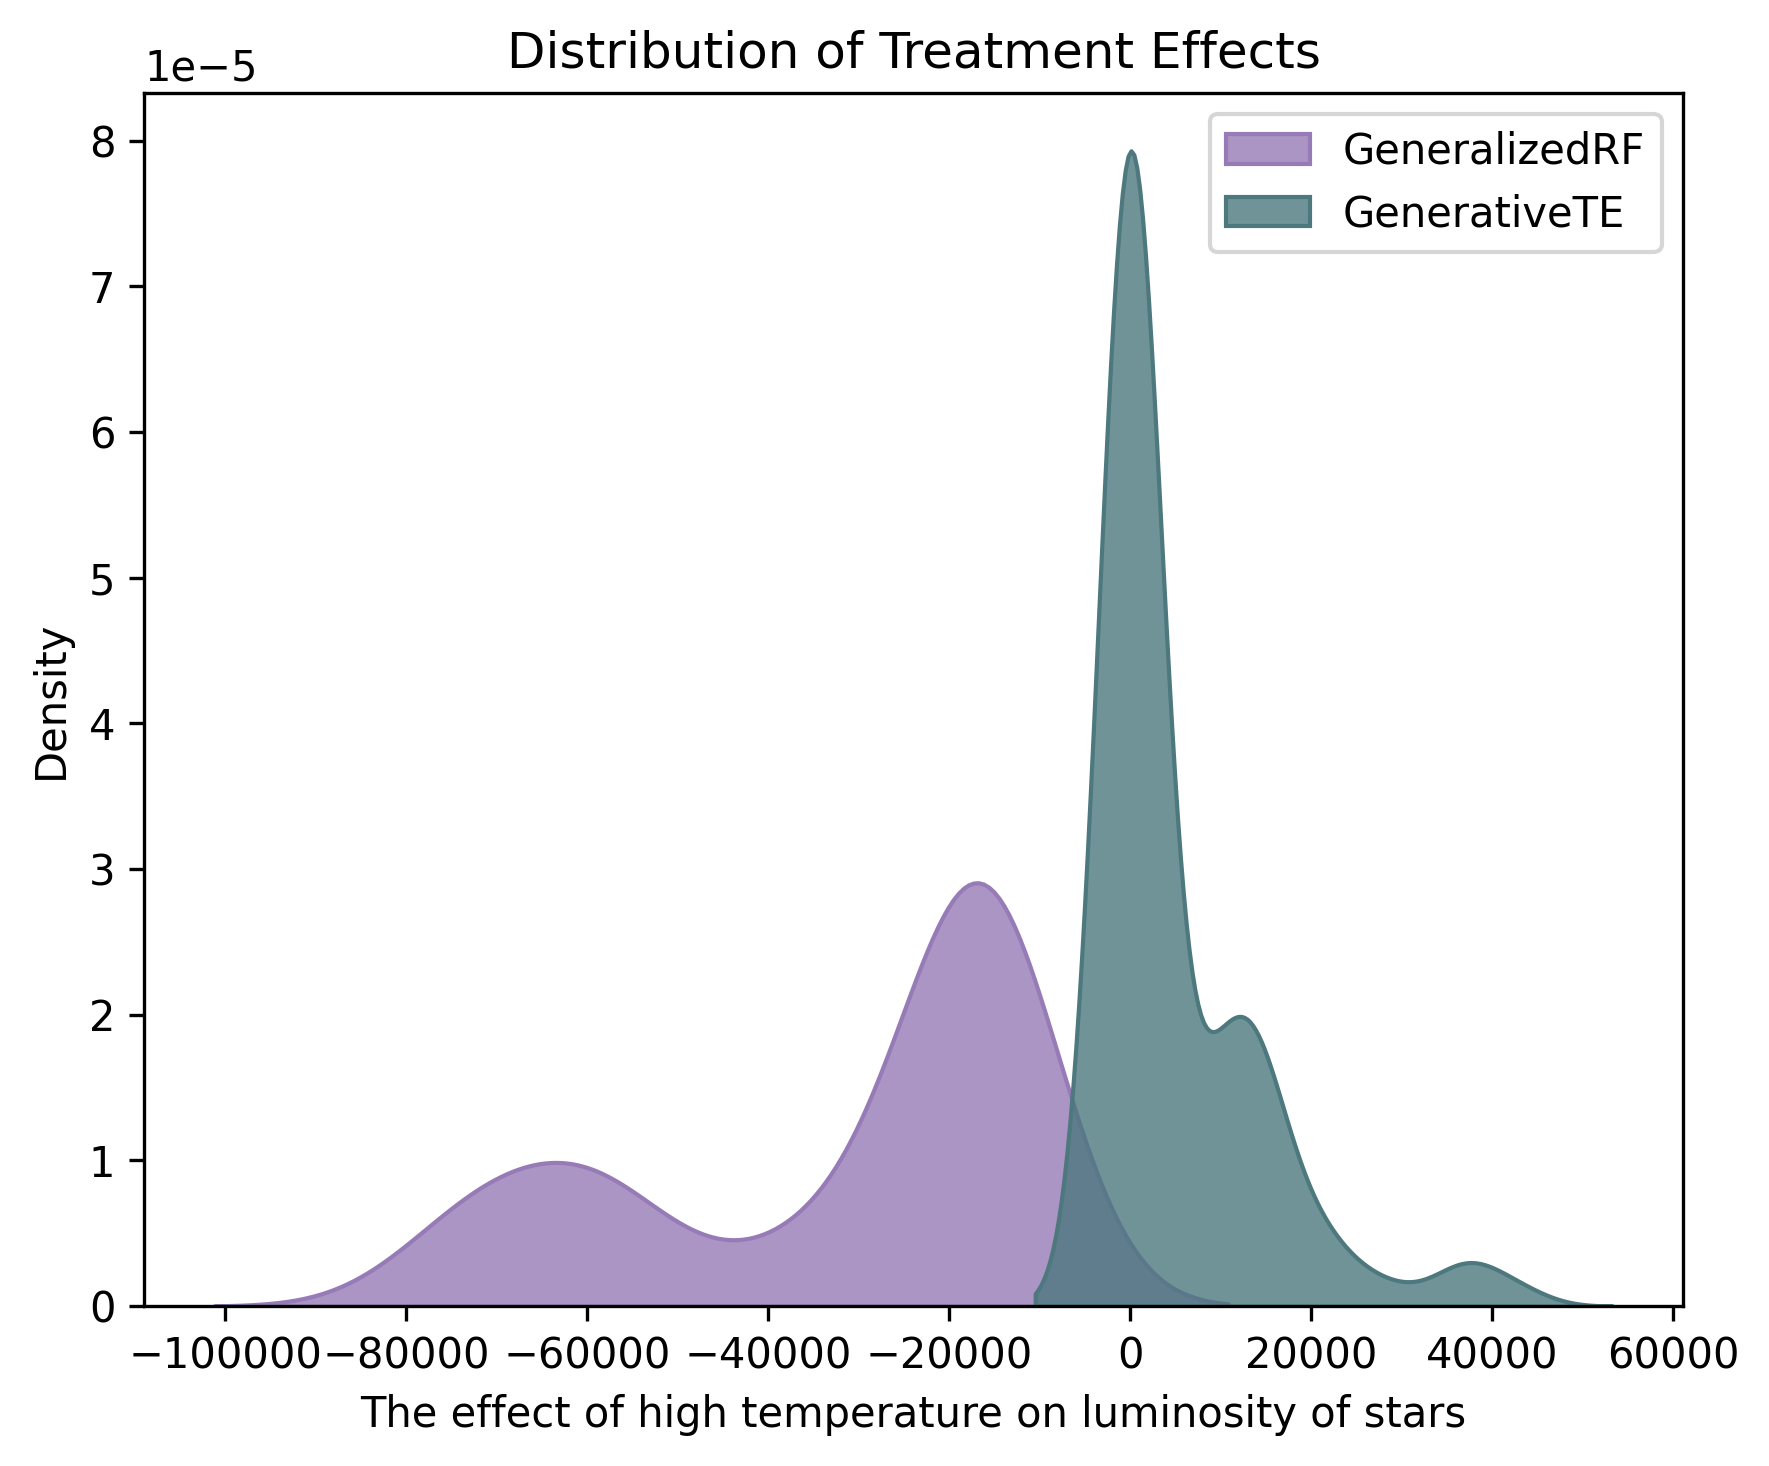 Distribution of Treatment Effects
1e−5
GeneralizedRF
GenerativeTE
8
7
6
5
4
3
2
1
0
Density
−100000 −80000 −60000 −40000 −20000 0 20000 40000 60000
The effect of high temperature on luminosity of stars